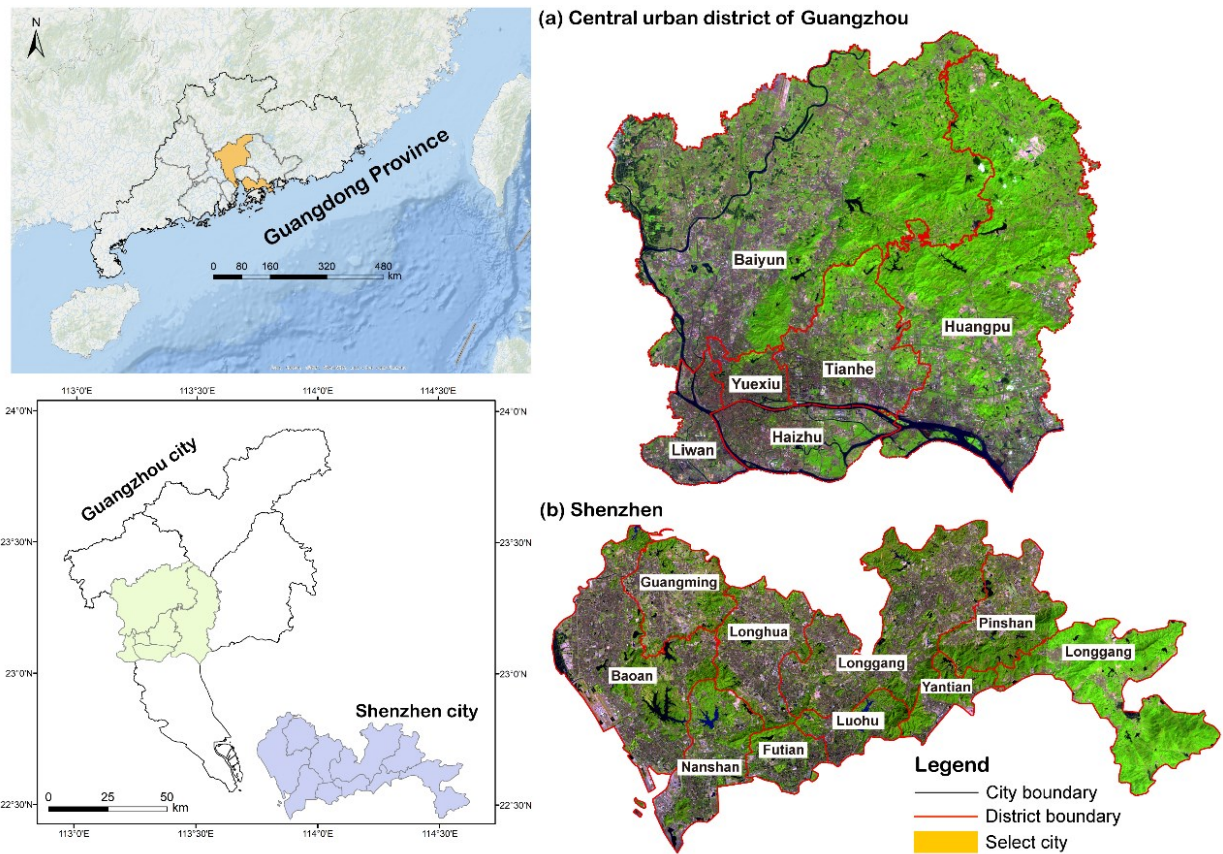 N
Guangdong Province
0 80 160 320 480
km
(a) Central urban district of Guangzhou
Baiyun
Huangpu
Tianhe
Yuexiu
Haizhu
Liwan
113°0'E 113°30'E 114°0'E
24°0'N 24°0'N
Guangzhou city
23°30'N 23°30'N
23°0'N 23°0'N
Shenzhen city
22°30'N 22°30'N
0 25 50
km
113°0'E 113°30'E 114°0'E 114°30'E
(b) Shenzhen
Guangming
Longhua
Pinshan
Longgang
Longgang
Baoan
Yantian
Luohu
Futian
Nanshan
Legend
City boundary
District boundary
Select city